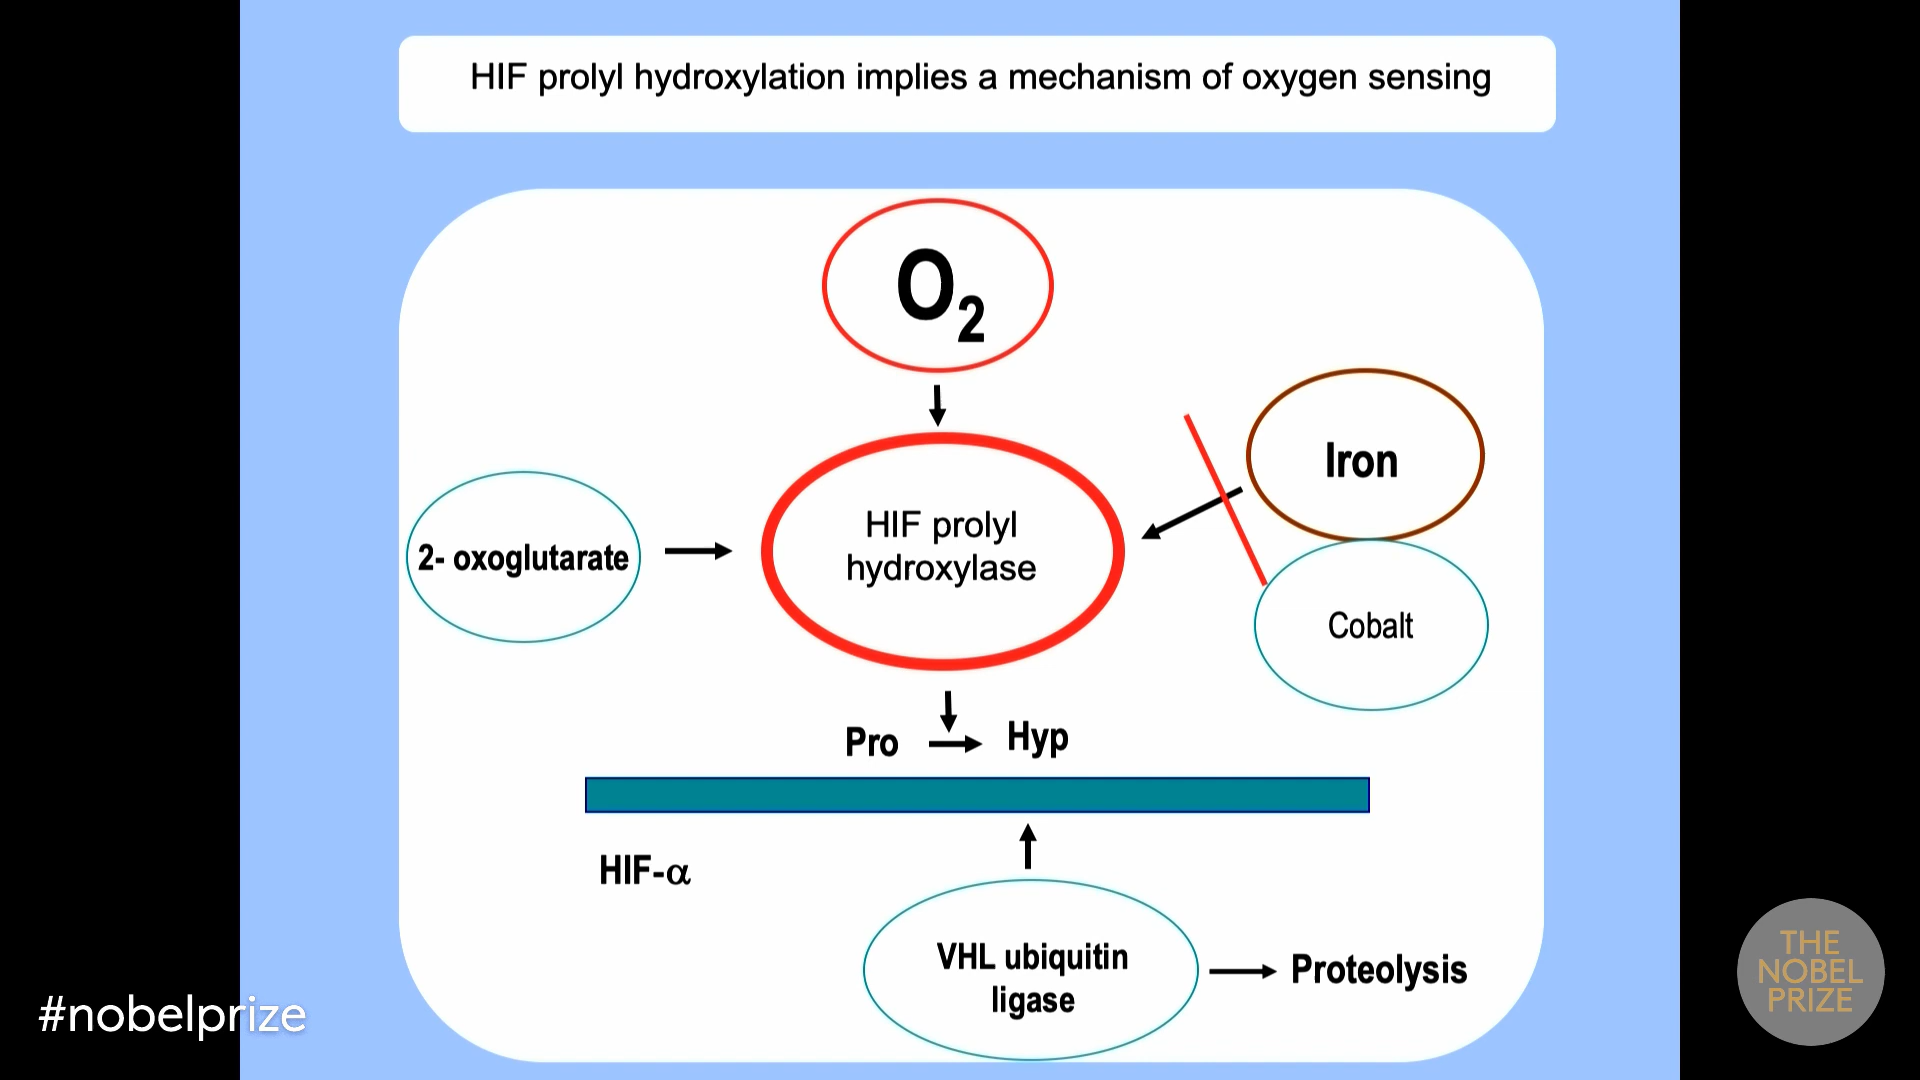 HIF prolyl hydroxylation implies a mechanism of oxygen sensing
O2
Iron
HIF prolyl
hydroxylase
2- oxoglutarate
Cobalt
Pro
Hyp
HIF-α
VHL ubiquitin
ligase
Proteolysis
#nobelprize
THE
NOBEL
PRIZE